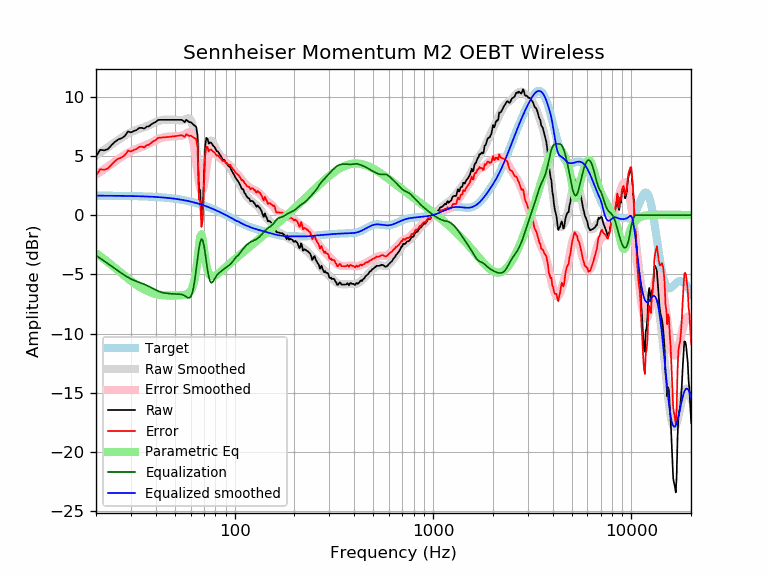 Sennheiser Momentum M2 OEBT Wireless
10
5
0
−5
−10
−15
−20
−25
Amplitude (dBr)
Target
Raw Smoothed
Error Smoothed
Raw
Error
Parametric Eq
Equalization
Equalized smoothed
100
1000
10000
Frequency (Hz)